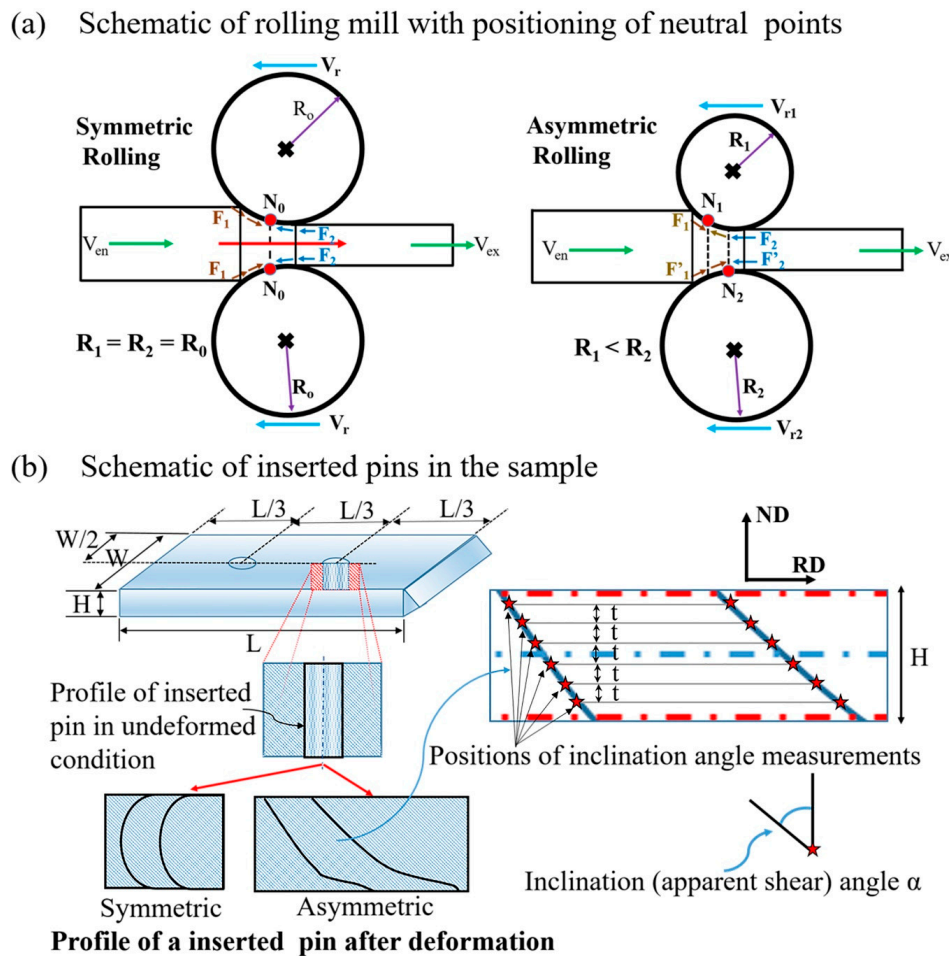 (a) Schematic of rolling mill with positioning of neutral points
Vr
Ro
Symmetric
Rolling
N0
F1
F2
Ven
Vex
F1
F2
N0
R1 = R2 = R0
Ro
Vr
Vr1
R1
Asymmetric
Rolling
N1
F1
F2
Ven
Vex
F'1
F'2
N2
R1 < R2
R2
Vr2
(b) Schematic of inserted pins in the sample
L/3
L/3
L/3
W/2
W
H
L
ND
RD
t
t
t
t
t
H
Profile of inserted
pin in undeformed
condition
Positions of inclination angle measurements
Inclination (apparent shear) angle α
Symmetric
Asymmetric
Profile of a inserted pin after deformation